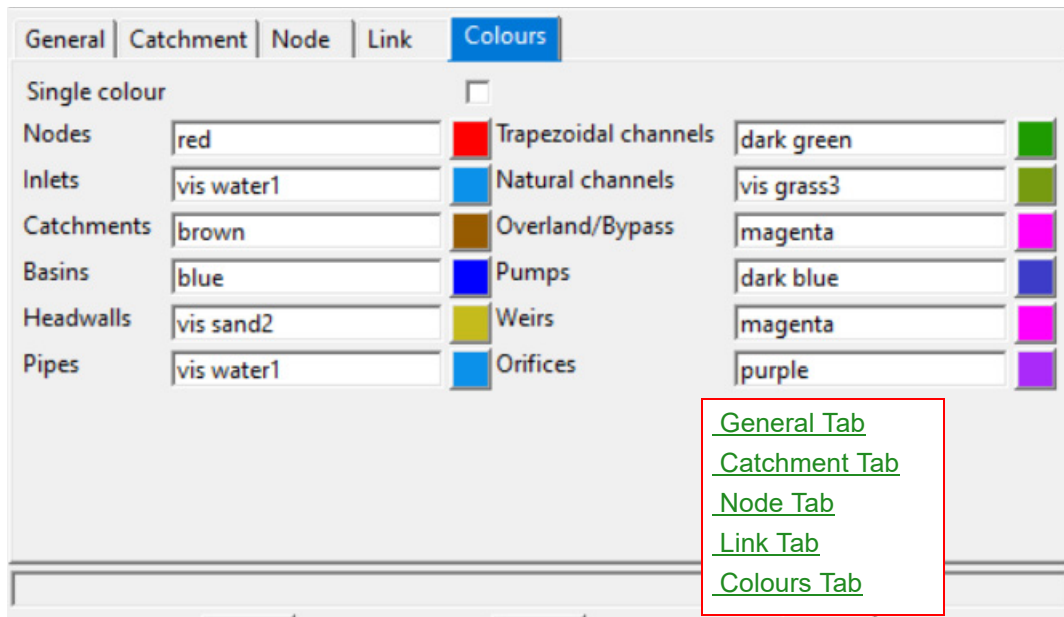 General Catchment Node Link Colours
Single colour
Nodes red Trapezoidal channels dark green
Inlets vis water1 Natural channels vis grass3
Catchments brown Overland/Bypass magenta
Basins blue Pumps dark blue
Headwalls vis sand2 Weirs magenta
Pipes vis water1 Orifices purple
General Tab
Catchment Tab
Node Tab
Link Tab
Colours Tab